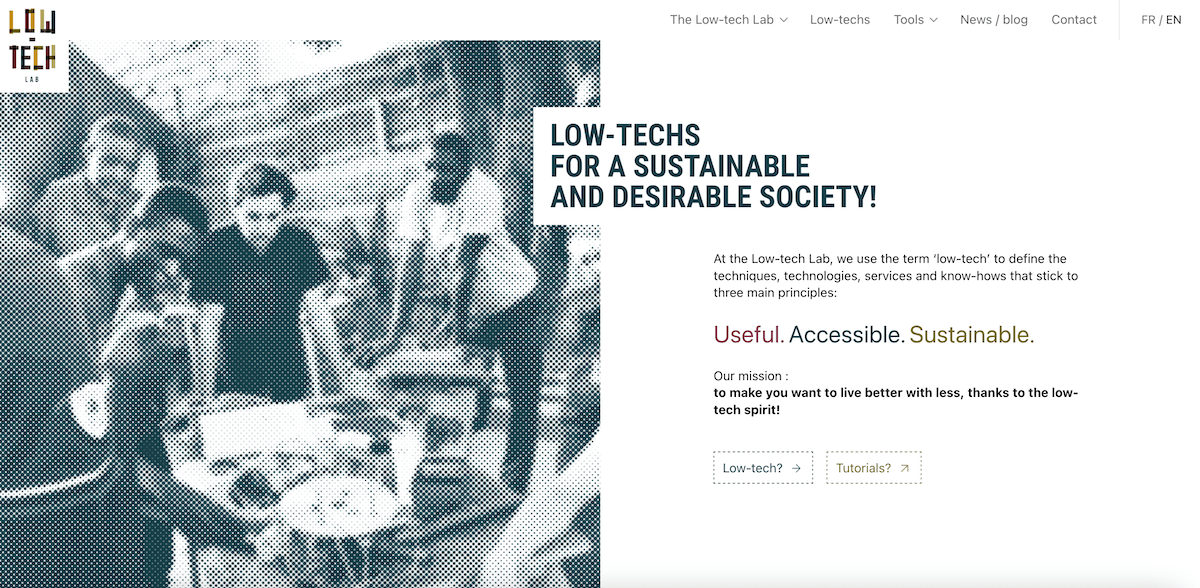 LOW
-
TECH
LAB
The Low-tech Lab
Low-techs
Tools
News / blog
Contact
FR / EN
LOW-TECHS
FOR A SUSTAINABLE
AND DESIRABLE SOCIETY!
At the Low-tech Lab, we use the term ‘low-tech’ to define the
techniques, technologies, services and know-hows that stick to
three main principles:
Useful. Accessible. Sustainable.
Our mission :
to make you want to live better with less, thanks to the low-
tech spirit!
Low-tech? →
Tutorials? ↗